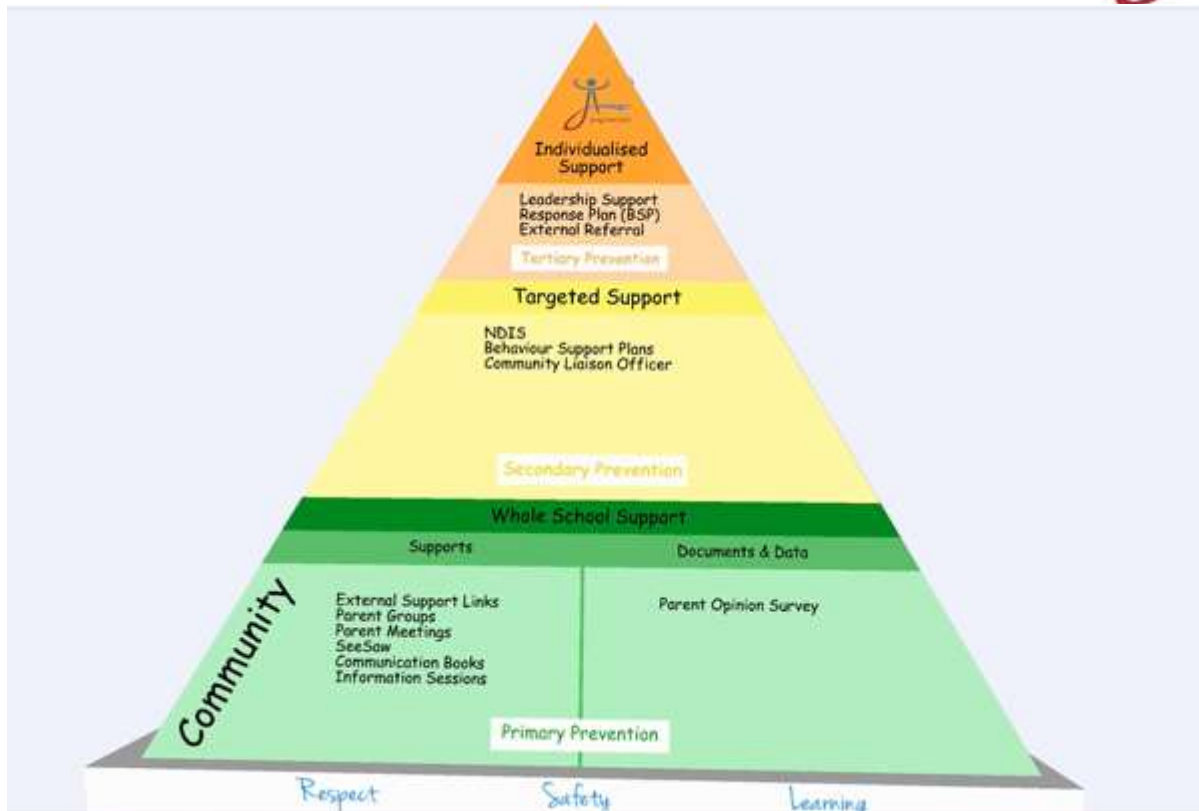 Individualised
Support
Leadership Support
Response Plan (BSP)
External Referral
Tertiary Prevention
Targeted Support
NDIS
Behaviour Support Plans
Community Liaison Officer
Secondary Prevention
Whole School Support
Supports
Documents & Data
Community
External Support Links
Parent Groups
Parent Meetings
SeeSaw
Communication Books
Information Sessions
Parent Opinion Survey
Primary Prevention
Respect
Safety
Learning